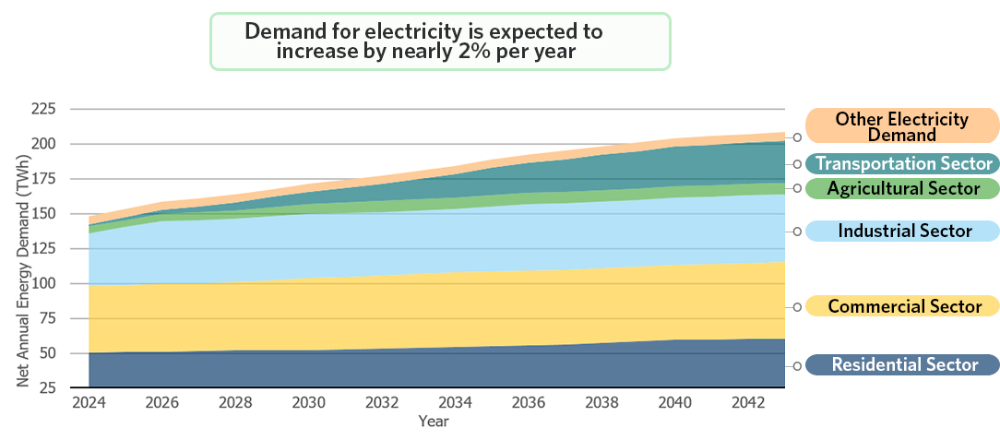 Demand for electricity is expected to
increase by nearly 2% per year
Net Annual Energy Demand (TWh)
225
200
175
150
125
100
75
50
25
2024
2026
2028
2030
2032
2034
2036
2038
2040
2042
Year
Other Electricity
Demand
Transportation Sector
Agricultural Sector
Industrial Sector
Commercial Sector
Residential Sector